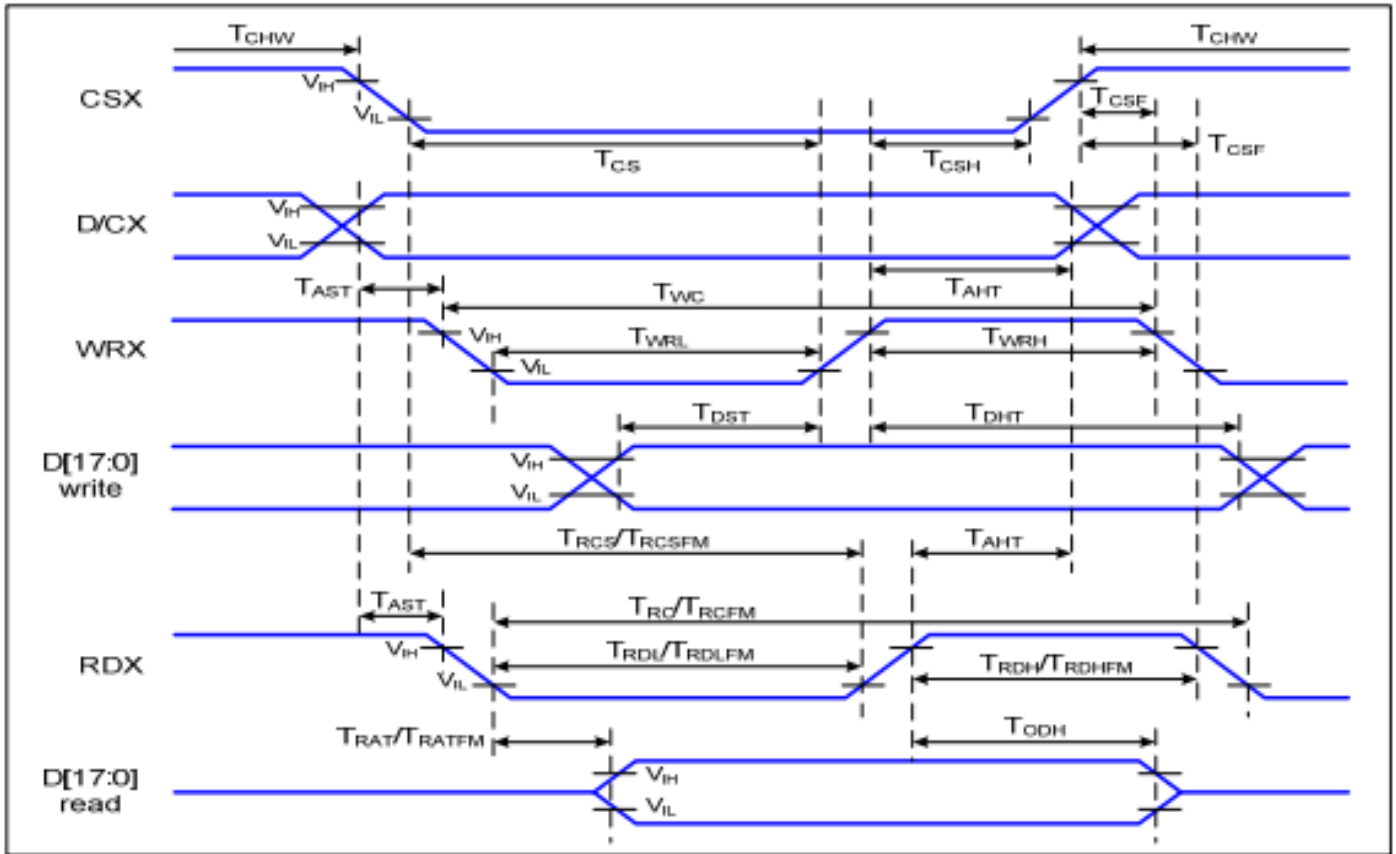 TCHW TCHW
CSX VIH TCSF
VIL TCSF
TCS TCSH
D/CX VIH
VIL
TAST TWC TAHT
WRX VIH TWRL TWRH
VIL
TDST TDHT
D[17:0] VIH
write VIL
TRCS/TRCSFM TAHT
TAST TRC/TRCFM
RDX VIH TRDL/TRDLFM TRDH/TRDHFM
VIL
TRAT/TRATFM TODH
D[17:0] VIH
read VIL